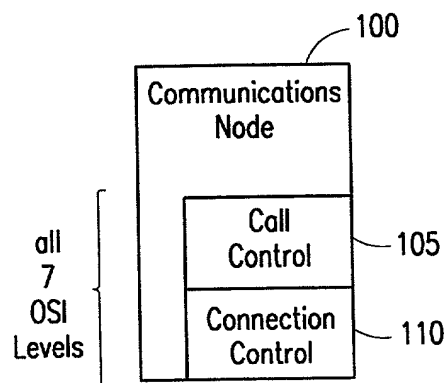 100
Communications
Node
Call
Control
105
all
7
OSI
Levels
Connection
Control
110